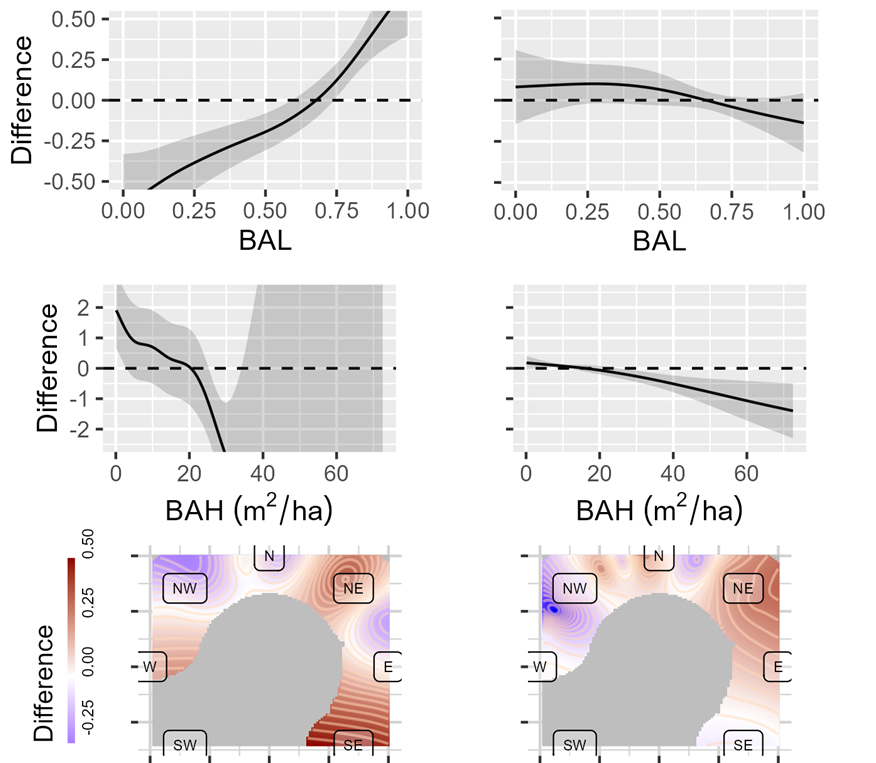 0.50
0.25
0.00
-0.25
-0.50
Difference
0.00 0.25 0.50 0.75 1.00
BAL
0.00 0.25 0.50 0.75 1.00
BAL
2
1
0
-1
-2
Difference
0 20 40 60
BAH (m²/ha)
0 20 40 60
BAH (m²/ha)
0.50
0.25
0.00
-0.25
Difference
N
NW NE
W E
SW SE
N
NW NE
W E
SW SE